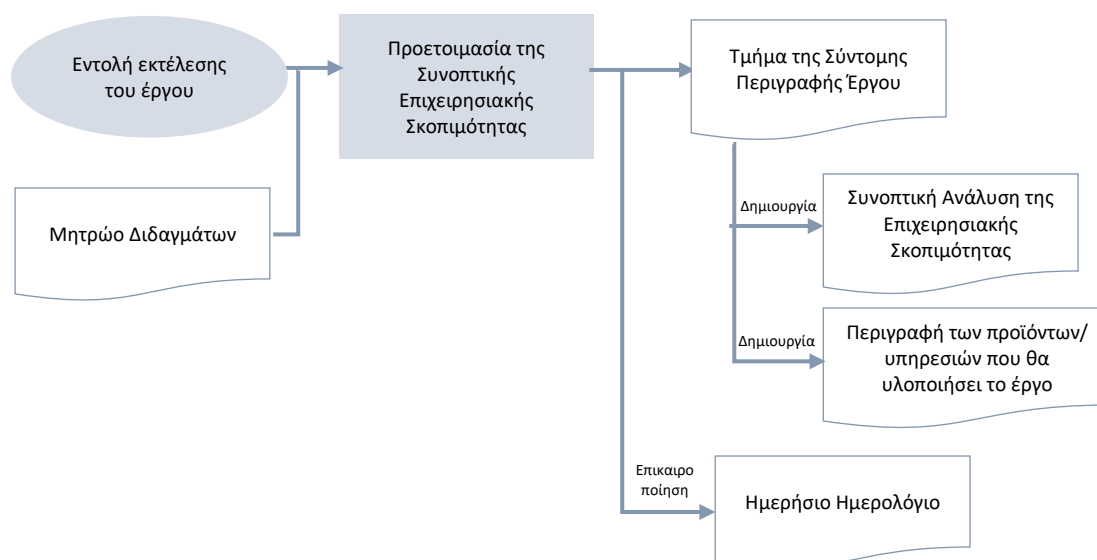 Εντολή εκτέλεσης
του έργου
Προετοιμασία της
Συνοπτικής
Επιχειρησιακής
Σκοπιμότητας
Τμήμα της Σύντομης
Περιγραφής Έργου
Μητρώο Διδαγμάτων
Δημιουργία
Συνοπτική Ανάλυση της
Επιχειρησιακής
Σκοπιμότητας
Δημιουργία
Περιγραφή των προϊόντων/
υπηρεσιών που θα
υλοποιήσει το έργο
Επικαιρο
ποίηση
Ημερήσιο Ημερολόγιο